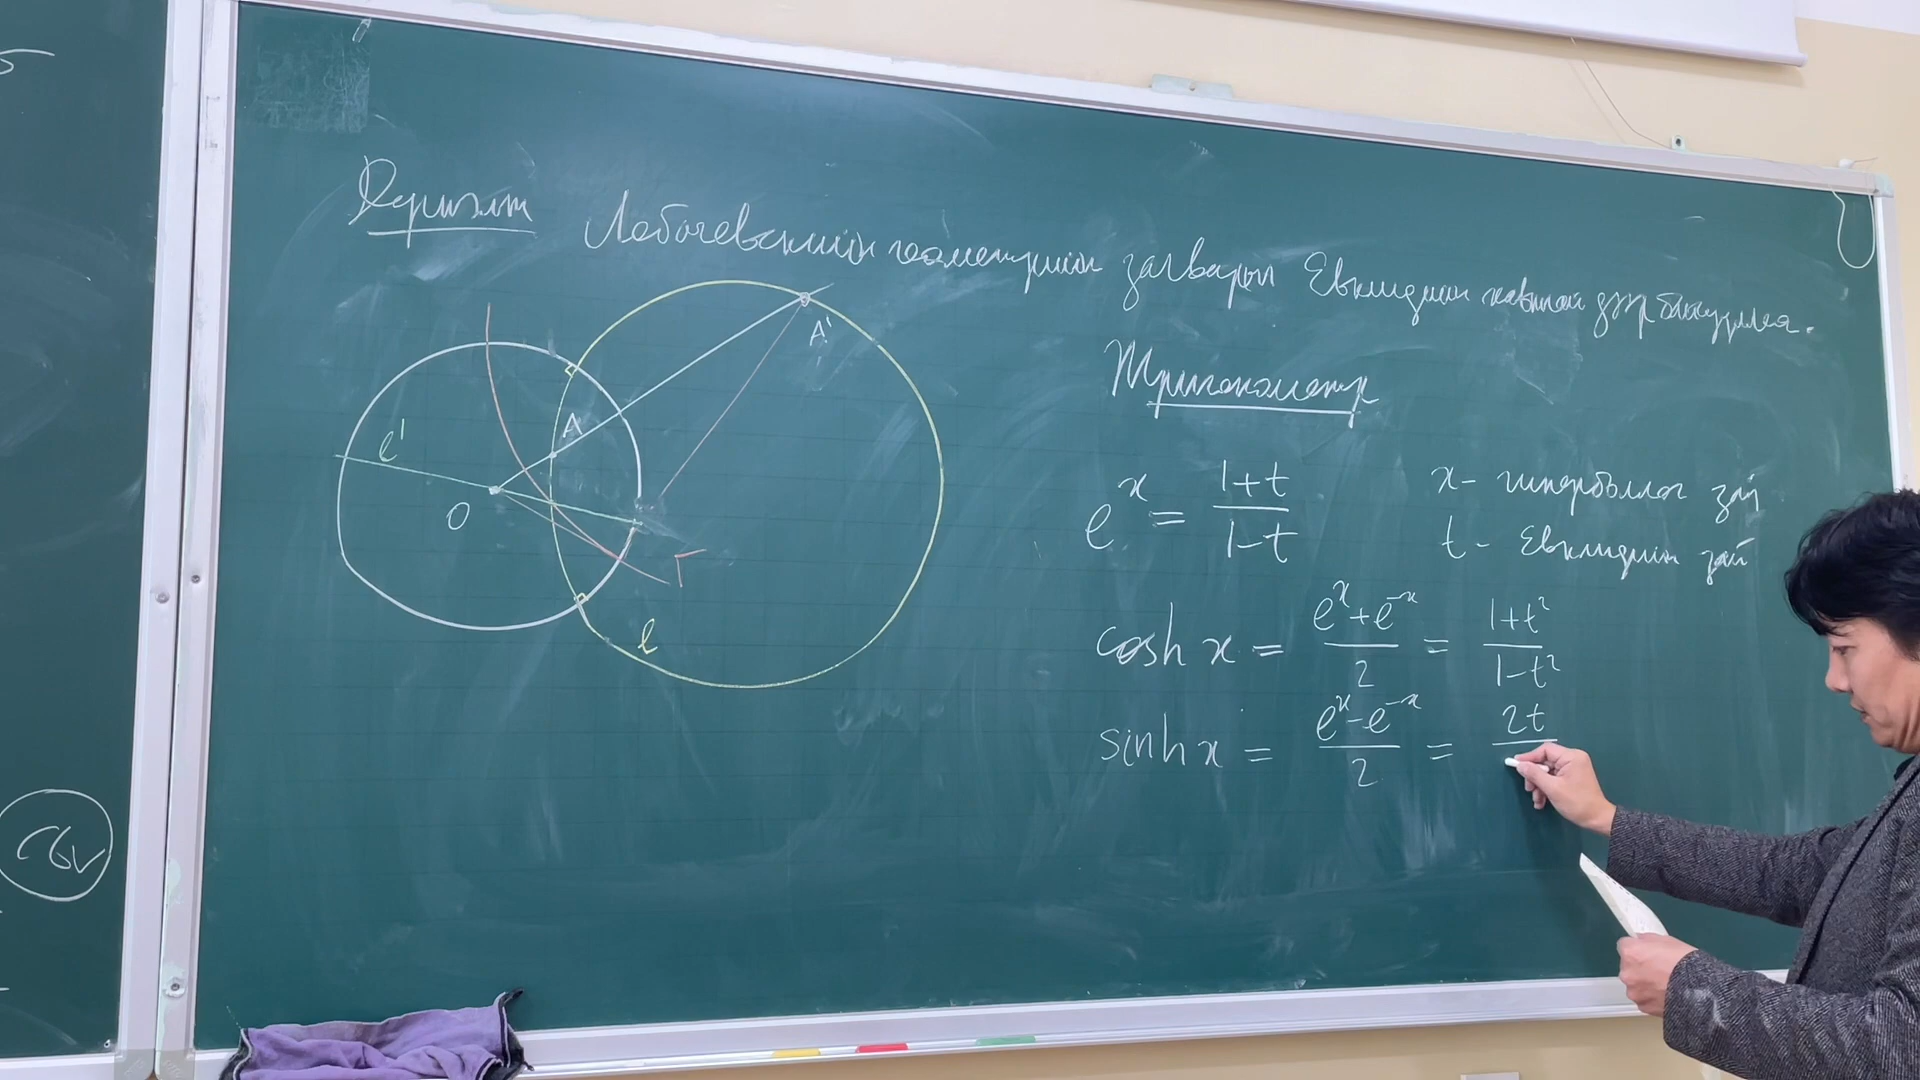 Лобачевскийн геометрийн загварыг Евклидийн хавтгай дээр байгуулъя.
Тригонометр
e^x = (1+t)/(1-t)
x - гиперболлог зай
t - Евклидийн зай
cosh x = (e^x + e^-x)/2 = (1+t²)/(1-t²)
sinh x = (e^x - e^-x)/2 = 2t/
A'
A
l'
O
l